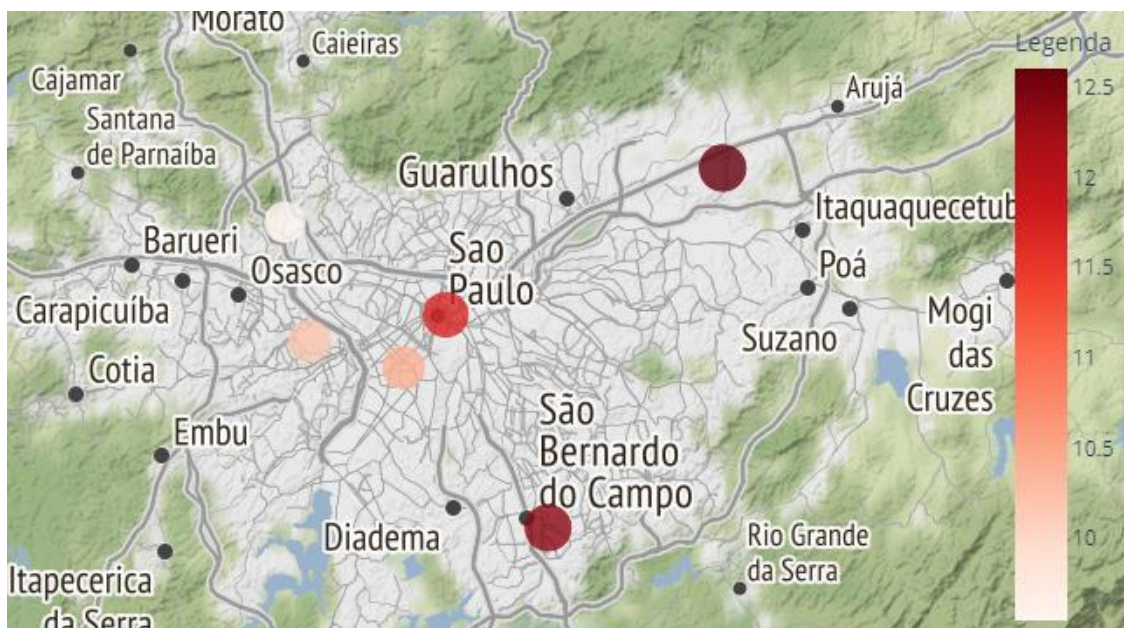 Morato
Caieiras
Cajamar
Santana
de Parnaíba
Legenda
12.5
12
11.5
11
10.5
10
Arujá
Guarulhos
Itaquaquecetub
Barueri
Osasco
Sao
Paulo
Poá
Carapicuíba
Suzano
Mogi
das
Cruzes
Cotia
Embu
São
Bernardo
do Campo
Diadema
Rio Grande
da Serra
Itapecerica
da Serra